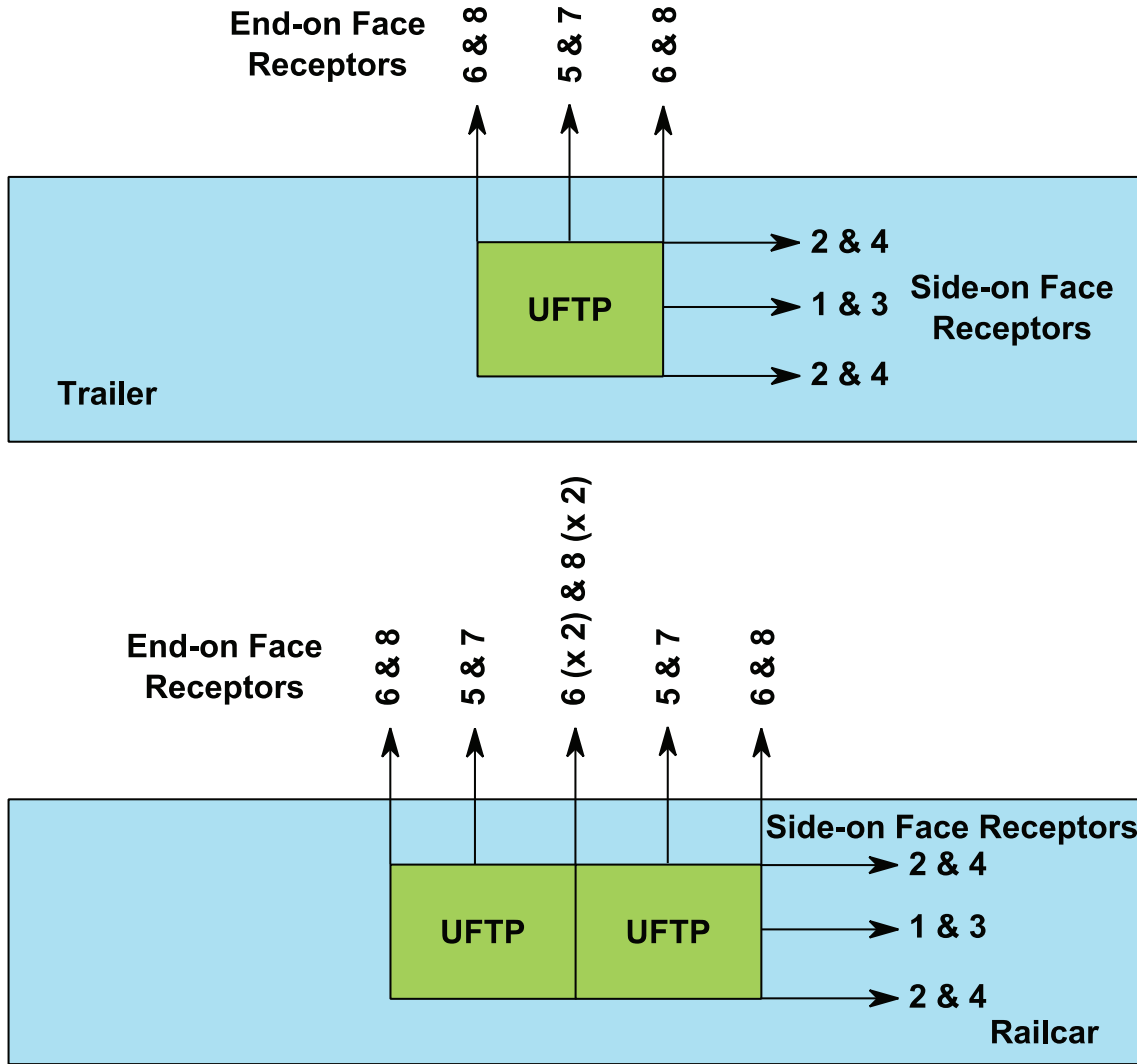 End-on Face
Receptors
6 & 8
5 & 7
6 & 8
2 & 4
1 & 3
2 & 4
Side-on Face
Receptors
UFTP
Trailer
End-on Face
Receptors
6 & 8
5 & 7
6 (x 2) & 8 (x 2)
5 & 7
6 & 8
Side-on Face Receptors
2 & 4
1 & 3
2 & 4
UFTP
UFTP
Railcar